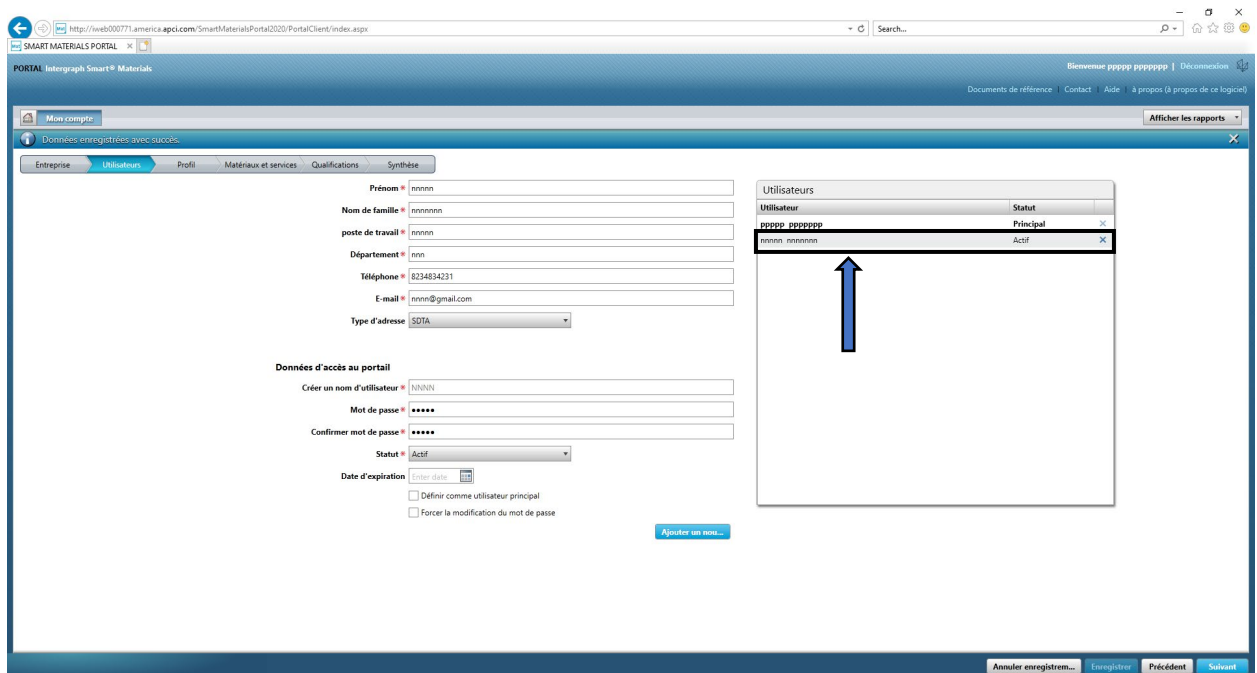 http://iweb000771.america.apci.com/SmartMaterialsPortal2020/PortalClient/index.aspx
Search...
SMART MATERIALS PORTAL
PORTAL Intergraph Smart® Materials
Bienvenue ppppp ppppppp | Déconnexion
Documents de référence | Contact | Aide | à propos (à propos de ce logiciel)
Mon compte
Afficher les rapports
Données enregistrées avec succès.
Entreprise Utilisateurs Profil Matériaux et services Qualifications Synthèse
Prénom * nnnnn
Nom de famille * nnnnnnn
poste de travail * nnnnn
Département * nnn
Téléphone * 8234834231
E-mail * nnnn@gmail.com
Type d'adresse SDTA
Données d'accès au portail
Créer un nom d'utilisateur * NNNN
Mot de passe * •••••
Confirmer mot de passe * •••••
Statut * Actif
Date d'expiration Enter date
Définir comme utilisateur principal
Forcer la modification du mot de passe
Ajouter un nou...
Utilisateurs
Utilisateur Statut
ppppp ppppppp Principal
nnnnn nnnnnnn Actif
Annuler enregistrem... Enregistrer Précédent Suivant